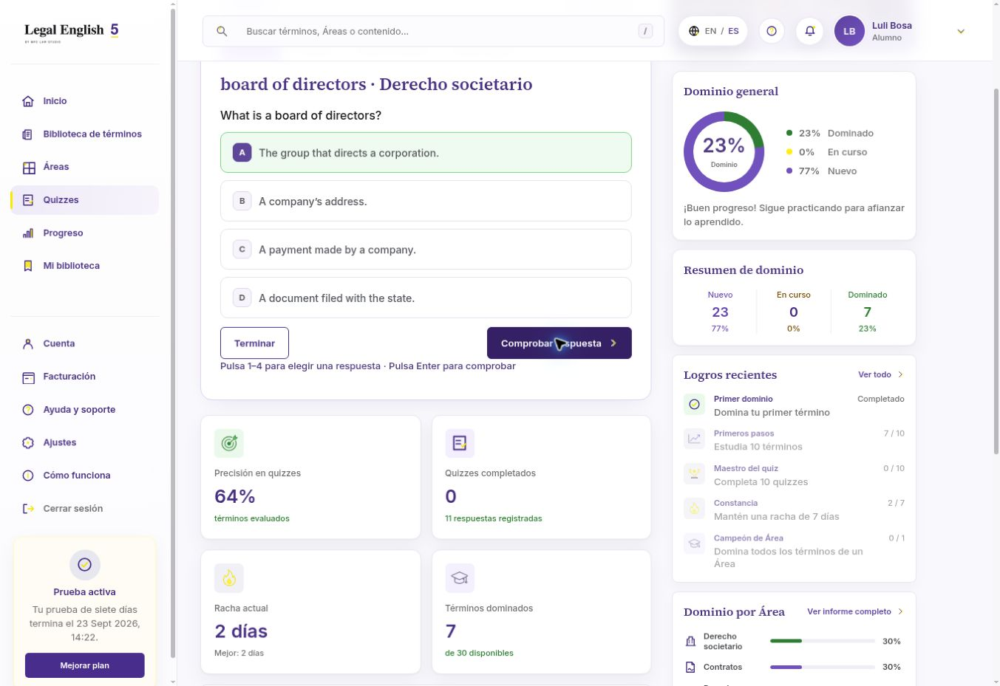 Legal English 5
BY MPC LAW STUDIO
Inicio
Biblioteca de términos
Áreas
Quizzes
Progreso
Mi biblioteca
Cuenta
Facturación
Ayuda y soporte
Ajustes
Cómo funciona
Cerrar sesión
Prueba activa
Tu prueba de siete días
termina el 23 Sept 2026,
14:22.
Mejorar plan
Buscar términos, Áreas o contenido...
/
EN / ES
LB
Luli Bosa
Alumno
board of directors · Derecho societario
What is a board of directors?
A The group that directs a corporation.
B A company’s address.
C A payment made by a company.
D A document filed with the state.
Terminar
Comprobar spuesta
Pulsa 1–4 para elegir una respuesta · Pulsa Enter para comprobar
Precisión en quizzes
64%
términos evaluados
Quizzes completados
0
11 respuestas registradas
Racha actual
2 días
Mejor: 2 días
Términos dominados
7
de 30 disponibles
Dominio general
23%
Dominio
23% Dominado
0% En curso
77% Nuevo
¡Buen progreso! Sigue practicando para afianzar
lo aprendido.
Resumen de dominio
Nuevo En curso Dominado
23 0 7
77% 0% 23%
Logros recientes Ver todo
Primer dominio Completado
Domina tu primer término
Primeros pasos 7 / 10
Estudia 10 términos
Maestro del quiz 0 / 10
Completa 10 quizzes
Constancia 2 / 7
Mantén una racha de 7 días
Campeón de Área 0 / 1
Domina todos los términos de un
Área
Dominio por Área Ver informe completo
Derecho
societario 30%
Contratos 30%